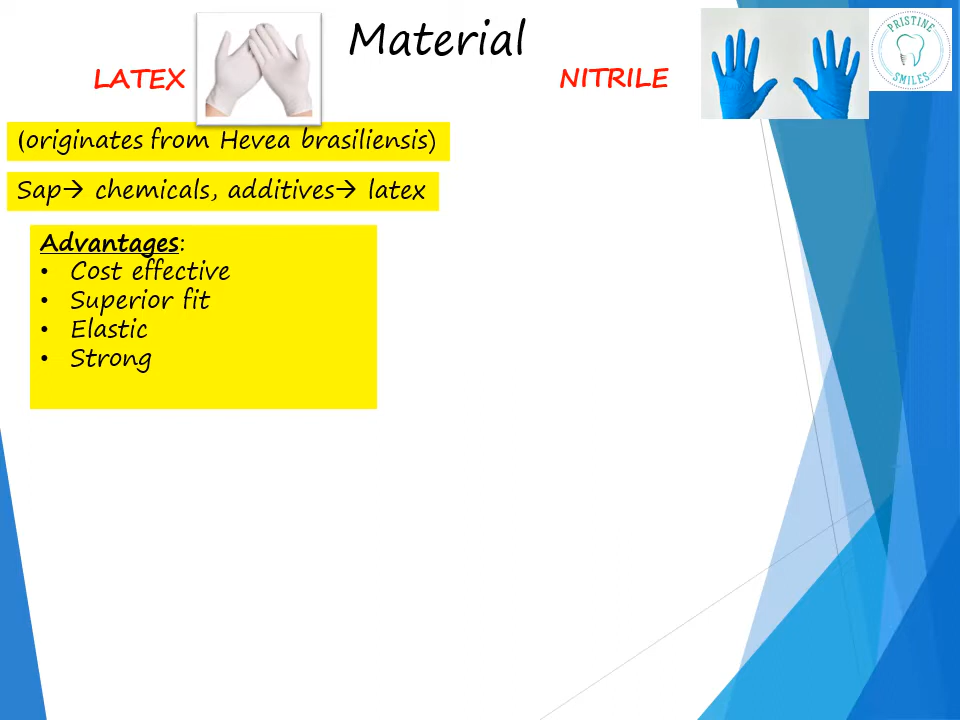 Material
LATEX
NITRILE
PRISTINE
SMILES
(originates from Hevea brasiliensis)
Sap→ chemicals, additives→ latex
Advantages:
• Cost effective
• Superior fit
• Elastic
• Strong